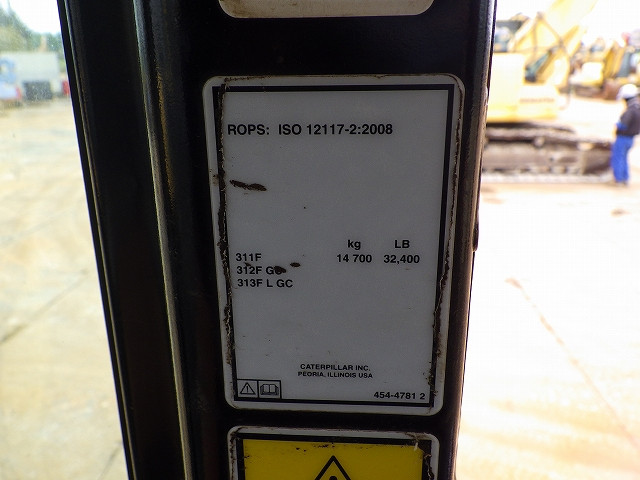 ROPS: ISO 12117-2:2008
kg LB
311F 14 700 32,400
312F GC
313F L GC
CATERPILLAR INC.
PEORIA, ILLINOIS USA
454-4781 2